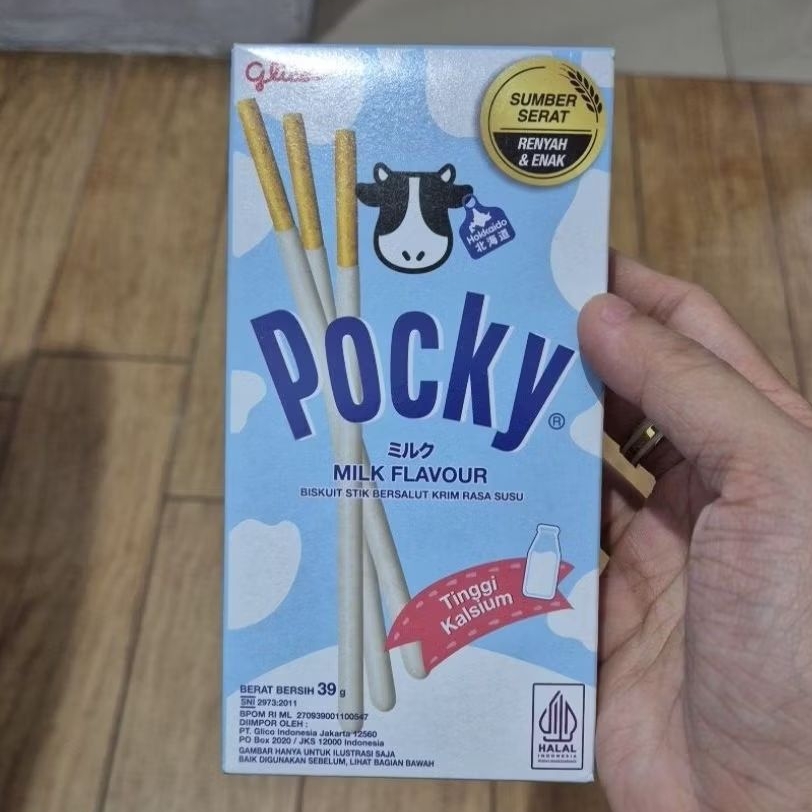 Glico
SUMBER
SERAT
RENYAH
& ENAK
Hokkaido
北海道
Pocky®
ミルク
MILK FLAVOUR
BISKUIT STIK BERSALUT KRIM RASA SUSU
Tinggi
Kalsium
BERAT BERSIH 39 g
SNI 2973:2011
BPOM RI ML 270939001100547
DIIMPOR OLEH :
PT. Glico Indonesia Jakarta 12560
PO Box 2020 / JKS 12000 Indonesia
GAMBAR HANYA UNTUK ILUSTRASI SAJA
BAIK DIGUNAKAN SEBELUM, LIHAT BAGIAN BAWAH
HALAL
INDONESIA